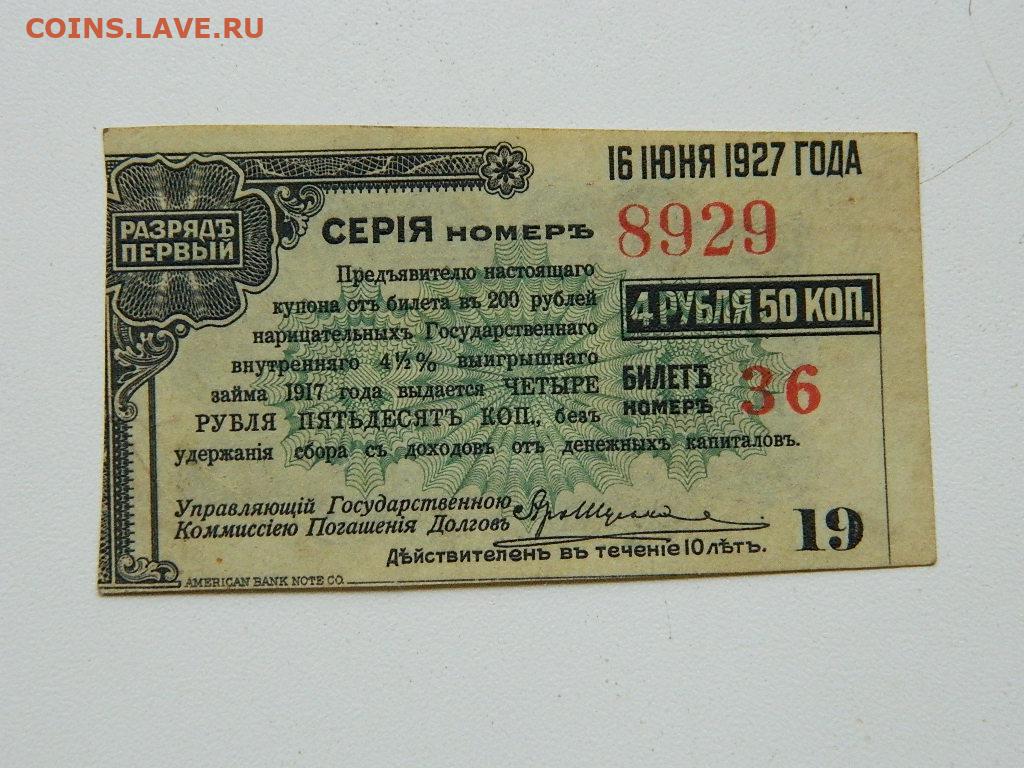 COINS.LAVE.RU
16 ІЮНЯ 1927 ГОДА
РАЗРЯДЪ
ПЕРВЫЙ
СЕРІЯ НОМЕРЪ 8929
Предъявителю настоящаго
купона отъ билета въ 200 рублей
нарицательныхъ Государственнаго
внутренняго 4½% выигрышнаго
займа 1917 года выдается ЧЕТЫРЕ
РУБЛЯ ПЯТЬДЕСЯТЪ КОП., безъ
удержанія сбора съ доходовъ отъ денежныхъ капиталовъ.
4 РУБЛЯ 50 КОП.
БИЛЕТЪ
НОМЕРЪ 36
Управляющій Государственною
Коммиссіею Погашенія Долговъ
Дѣйствителенъ въ теченіе 10 лѣтъ.
19
AMERICAN BANK NOTE CO.